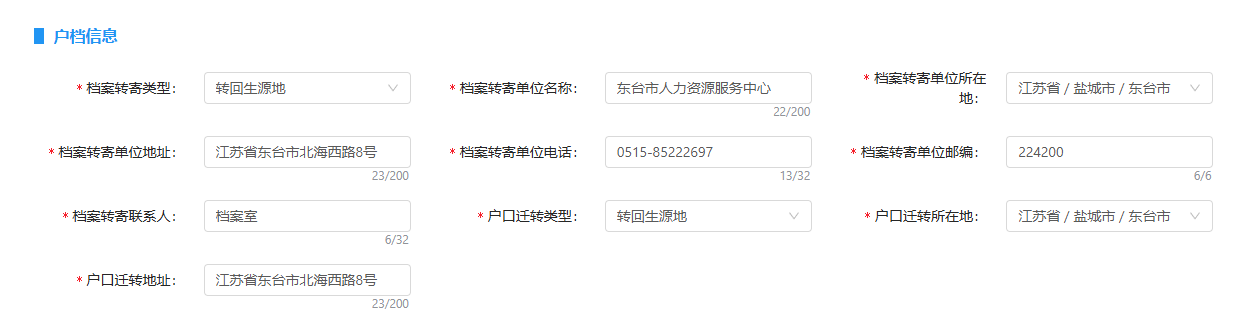 户档信息
* 档案转寄类型: 转回生源地
* 档案转寄单位名称: 东台市人力资源服务中心
22/200
* 档案转寄单位所在
地: 江苏省 / 盐城市 / 东台市
* 档案转寄单位地址: 江苏省东台市北海西路8号
23/200
* 档案转寄单位电话: 0515-85222697
13/32
* 档案转寄单位邮编: 224200
6/6
* 档案转寄联系人: 档案室
6/32
* 户口迁转类型: 转回生源地
* 户口迁转所在地: 江苏省 / 盐城市 / 东台市
* 户口迁转地址: 江苏省东台市北海西路8号
23/200